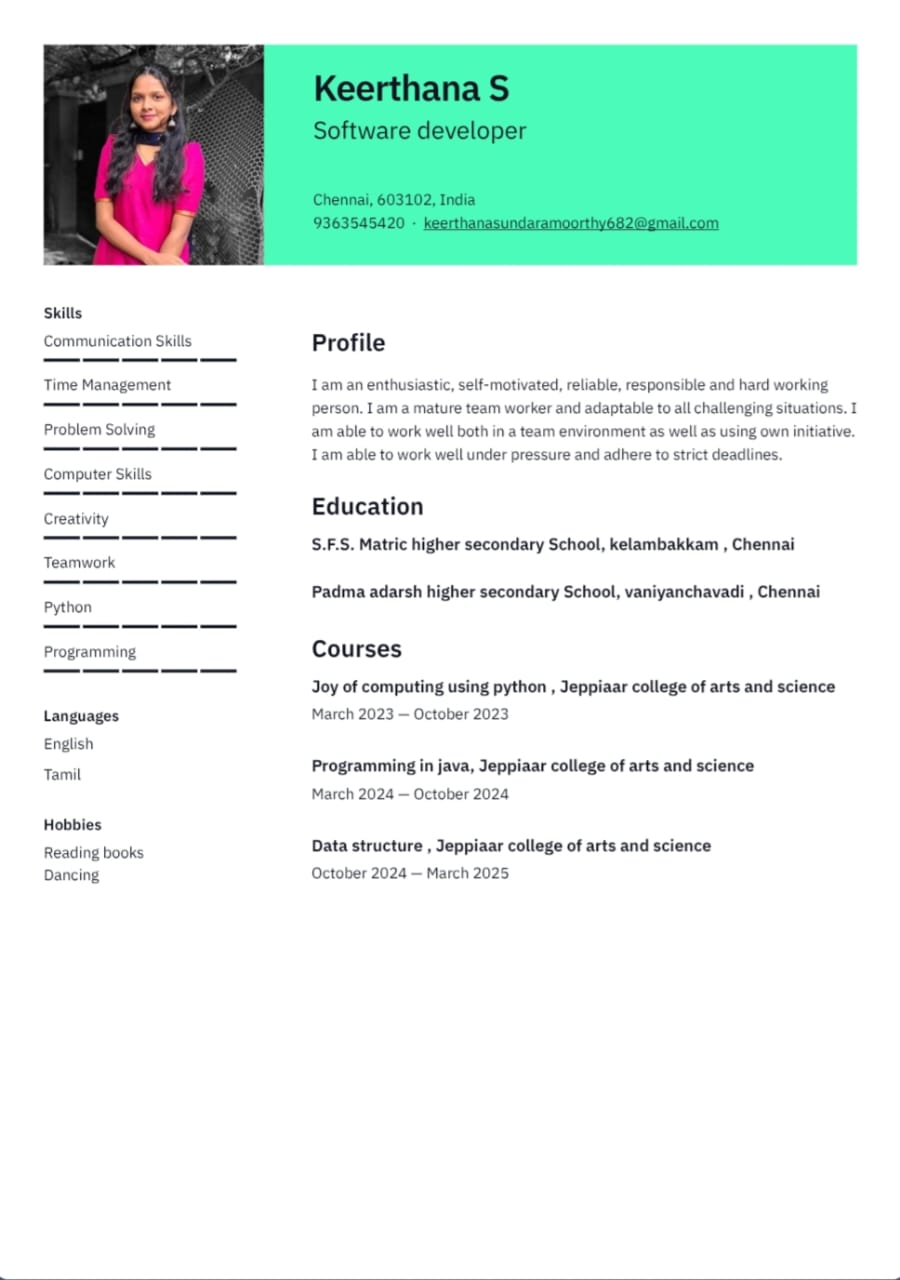 Keerthana S
Software developer
Chennai, 603102, India
9363545420 · keerthanasundaramoorthy682@gmail.com
Skills
Communication Skills
Time Management
Problem Solving
Computer Skills
Creativity
Teamwork
Python
Programming
Languages
English
Tamil
Hobbies
Reading books
Dancing
Profile
I am an enthusiastic, self-motivated, reliable, responsible and hard working
person. I am a mature team worker and adaptable to all challenging situations. I
am able to work well both in a team environment as well as using own initiative.
I am able to work well under pressure and adhere to strict deadlines.
Education
S.F.S. Matric higher secondary School, kelambakkam , Chennai
Padma adarsh higher secondary School, vaniyanchavadi , Chennai
Courses
Joy of computing using python , Jeppiaar college of arts and science
March 2023 — October 2023
Programming in java, Jeppiaar college of arts and science
March 2024 — October 2024
Data structure , Jeppiaar college of arts and science
October 2024 — March 2025